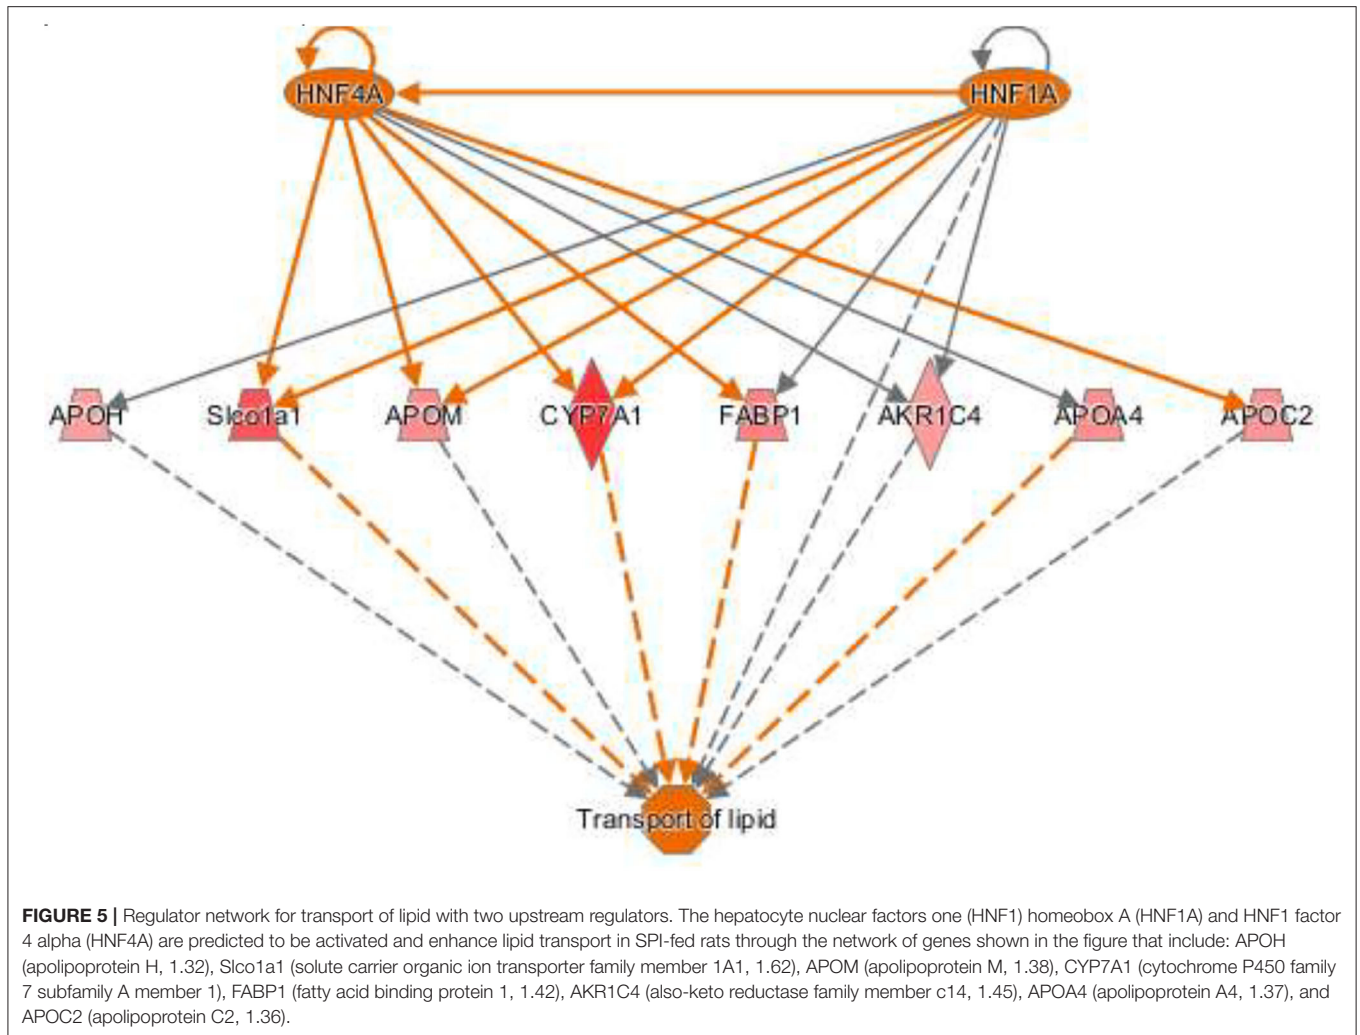 HNF4A HNF1A
APOH Slco1a1 APOM CYP7A1 FABP1 AKR1C4 APOA4 APOC2
Transport of lipid
FIGURE 5 | Regulator network for transport of lipid with two upstream regulators. The hepatocyte nuclear factors one (HNF1) homeobox A (HNF1A) and HNF1 factor
4 alpha (HNF4A) are predicted to be activated and enhance lipid transport in SPI-fed rats through the network of genes shown in the figure that include: APOH
(apolipoprotein H, 1.32), Slco1a1 (solute carrier organic ion transporter family member 1A1, 1.62), APOM (apolipoprotein M, 1.38), CYP7A1 (cytochrome P450 family
7 subfamily A member 1), FABP1 (fatty acid binding protein 1, 1.42), AKR1C4 (also-keto reductase family member c14, 1.45), APOA4 (apolipoprotein A4, 1.37), and
APOC2 (apolipoprotein C2, 1.36).